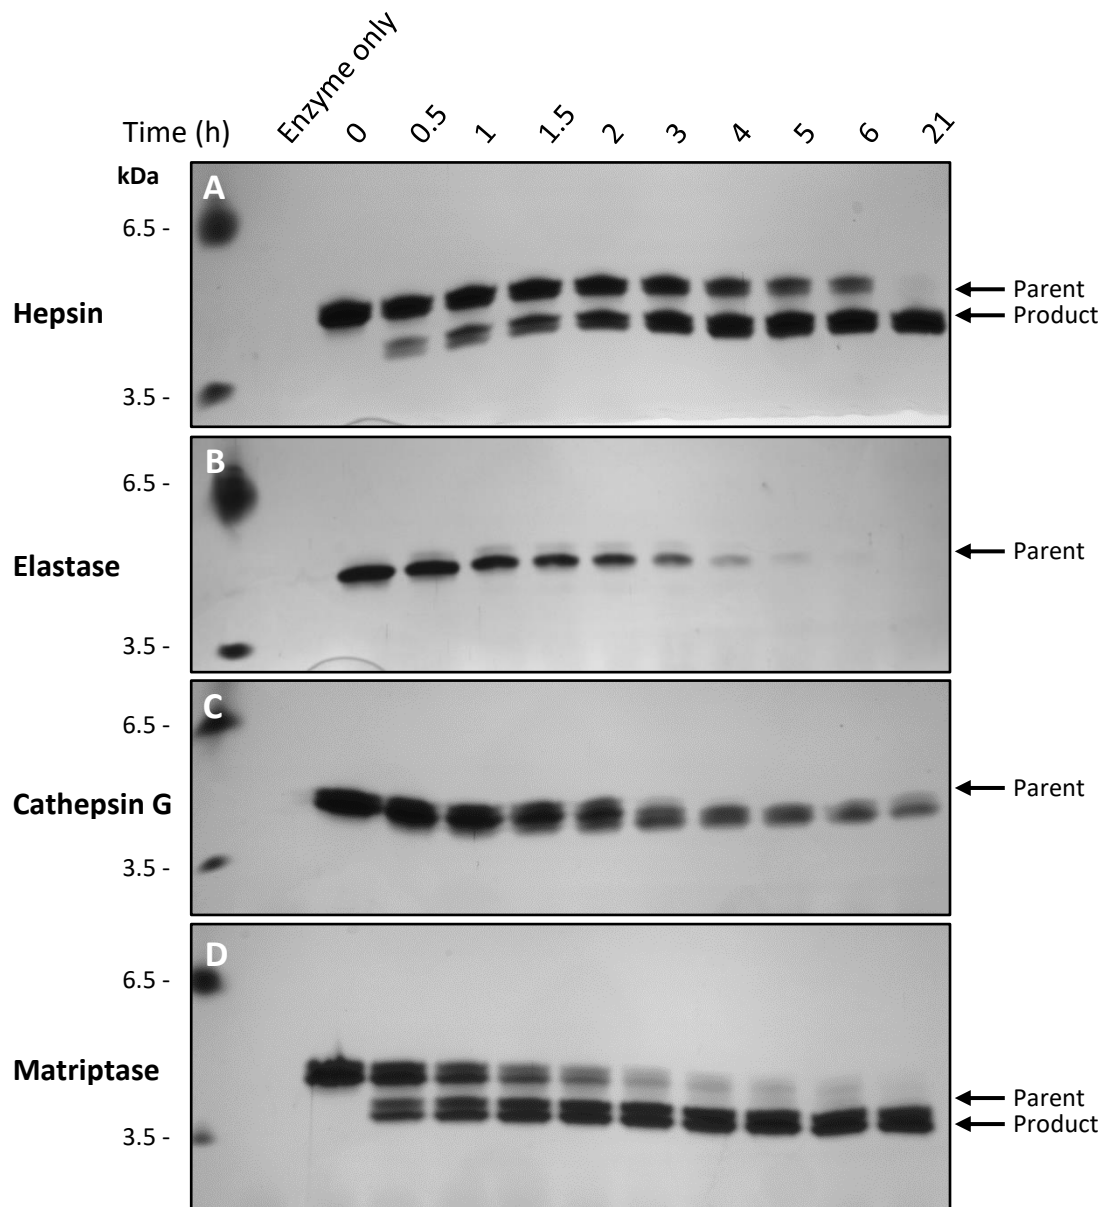 Enzyme only
Time (h) 0 0.5 1 1.5 2 3 4 5 6 21
kDa
A
6.5 -
Parent
Hepsin
Product
3.5 -
B
6.5 -
Parent
Elastase
3.5 -
C
6.5 -
Parent
Cathepsin G
3.5 -
D
6.5 -
Matriptase
Parent
Product
3.5 -